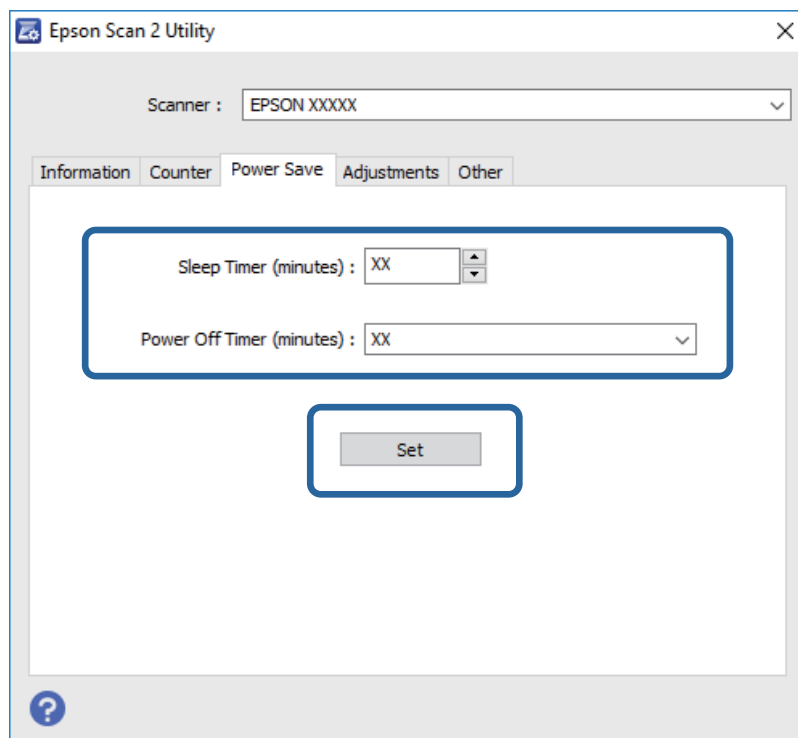 Epson Scan 2 Utility
Scanner : EPSON XXXXX
Information Counter Power Save Adjustments Other
Sleep Timer (minutes) : XX
Power Off Timer (minutes) : XX
Set
?